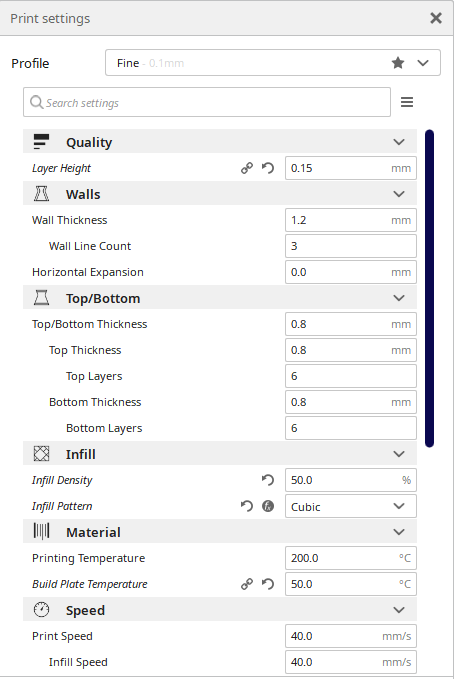 Print settings
Profile Fine - 0.1mm
Search settings
Quality
Layer Height 0.15 mm
Walls
Wall Thickness 1.2 mm
Wall Line Count 3
Horizontal Expansion 0.0 mm
Top/Bottom
Top/Bottom Thickness 0.8 mm
Top Thickness 0.8 mm
Top Layers 6
Bottom Thickness 0.8 mm
Bottom Layers 6
Infill
Infill Density 50.0 %
Infill Pattern Cubic
Material
Printing Temperature 200.0 °C
Build Plate Temperature 50.0 °C
Speed
Print Speed 40.0 mm/s
Infill Speed 40.0 mm/s